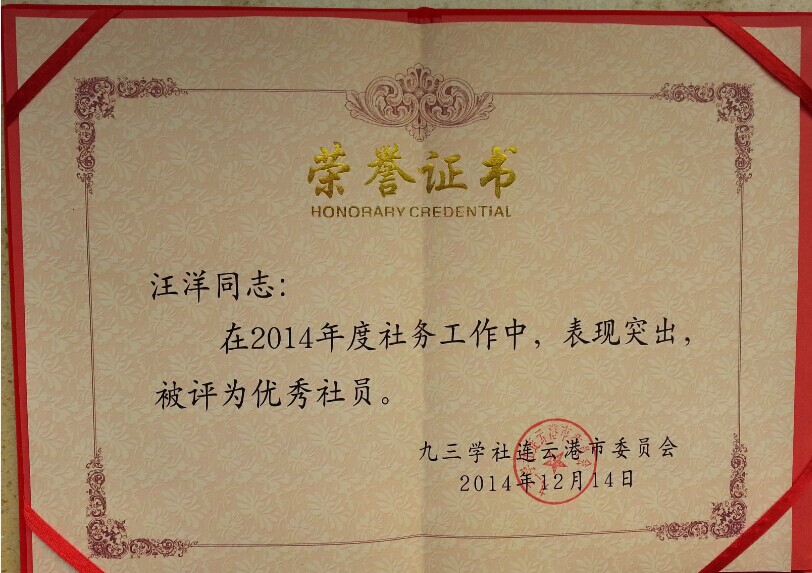 荣誉证书
HONORARY CREDENTIAL
汪洋同志：
在2014年度社务工作中，表现突出，
被评为优秀社员。
九三学社连云港市委员会
2014年12月14日